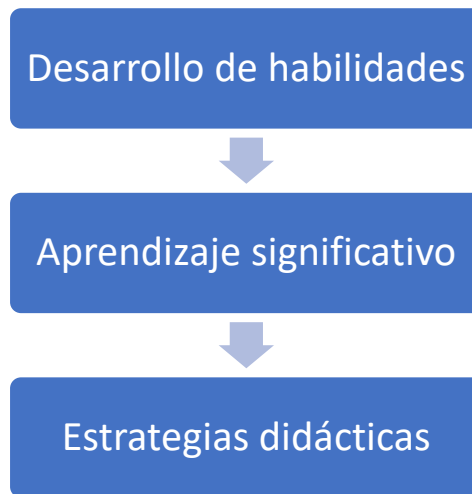 Desarrollo de habilidades
Aprendizaje significativo
Estrategias didácticas